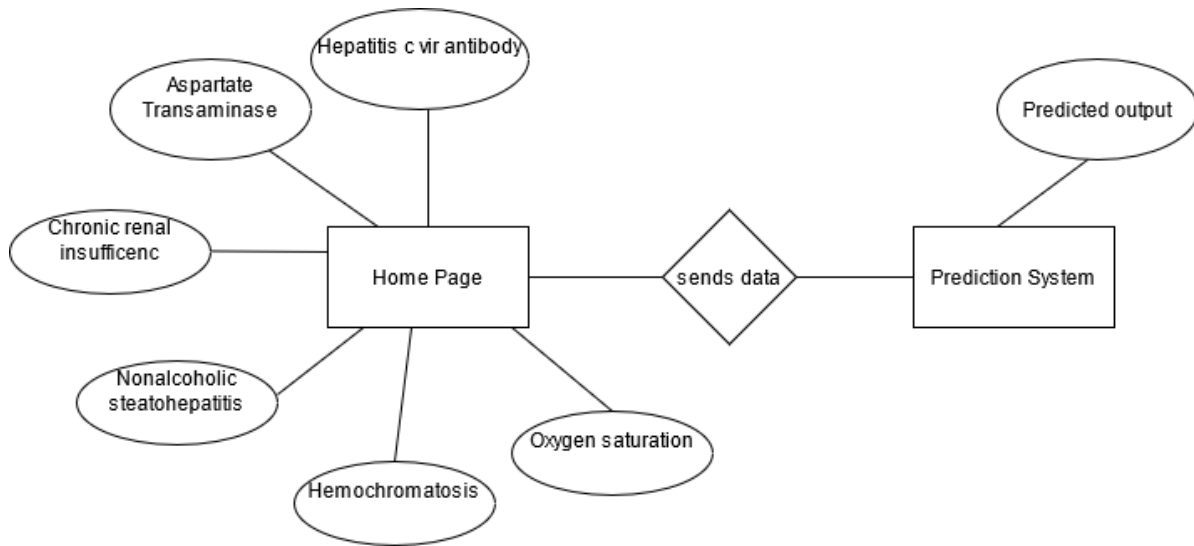 Hepatitis c vir antibody
Aspartate
Transaminase
Predicted output
Chronic renal
insufficenc
Home Page
sends data
Prediction System
Nonalcoholic
steatohepatitis
Oxygen saturation
Hemochromatosis